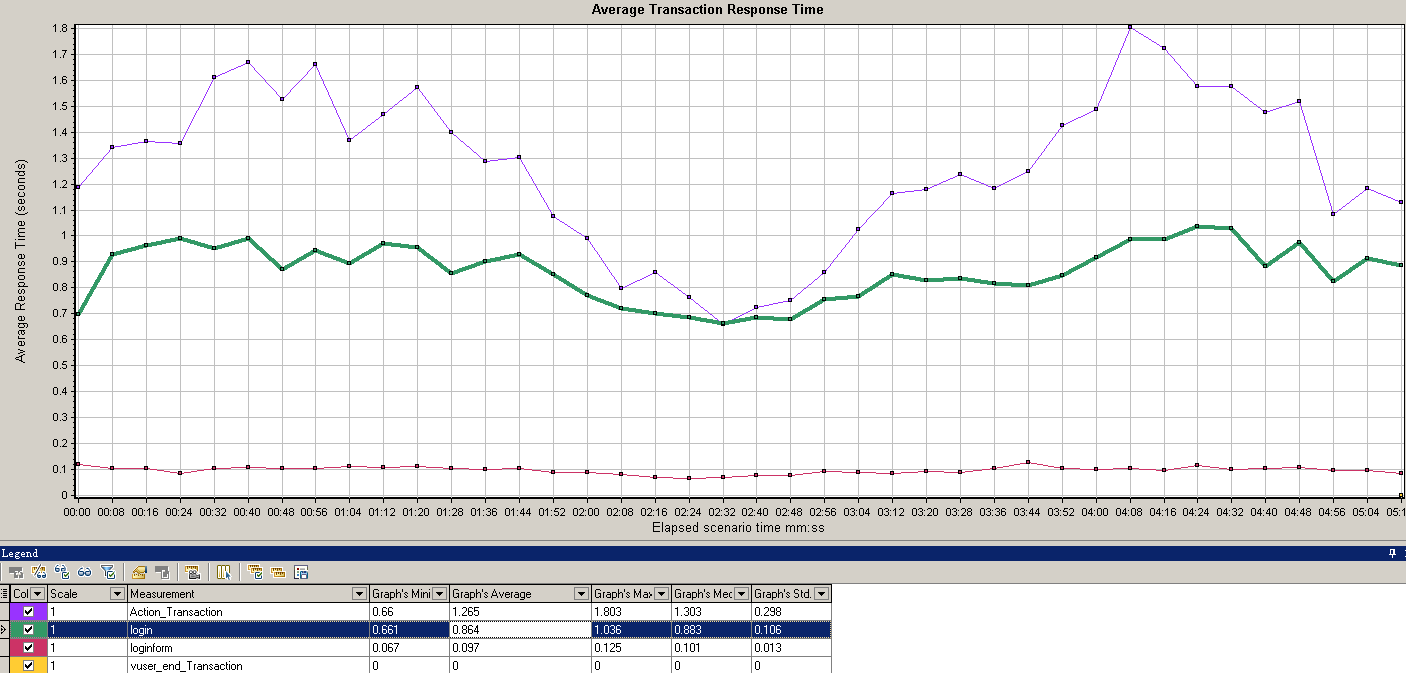 Average Transaction Response Time
Average Response Time (seconds)
1.8
1.7
1.6
1.5
1.4
1.3
1.2
1.1
1
0.9
0.8
0.7
0.6
0.5
0.4
0.3
0.2
0.1
0
00:00 00:08 00:16 00:24 00:32 00:40 00:48 00:56 01:04 01:12 01:20 01:28 01:36 01:44 01:52 02:00 02:08 02:16 02:24 02:32 02:40 02:48 02:56 03:04 03:12 03:20 03:28 03:36 03:44 03:52 04:00 04:08 04:16 04:24 04:32 04:40 04:48 04:56 05:04 05:1
Elapsed scenario time mm:ss
Legend
Col Scale Measurement Graph's Mini Graph's Average Graph's Max Graph's Med Graph's Std.
1 Action_Transaction 0.66 1.265 1.803 1.303 0.298
1 login 0.661 0.864 1.036 0.883 0.106
1 loginform 0.067 0.097 0.125 0.101 0.013
1 vuser_end_Transaction 0 0 0 0 0